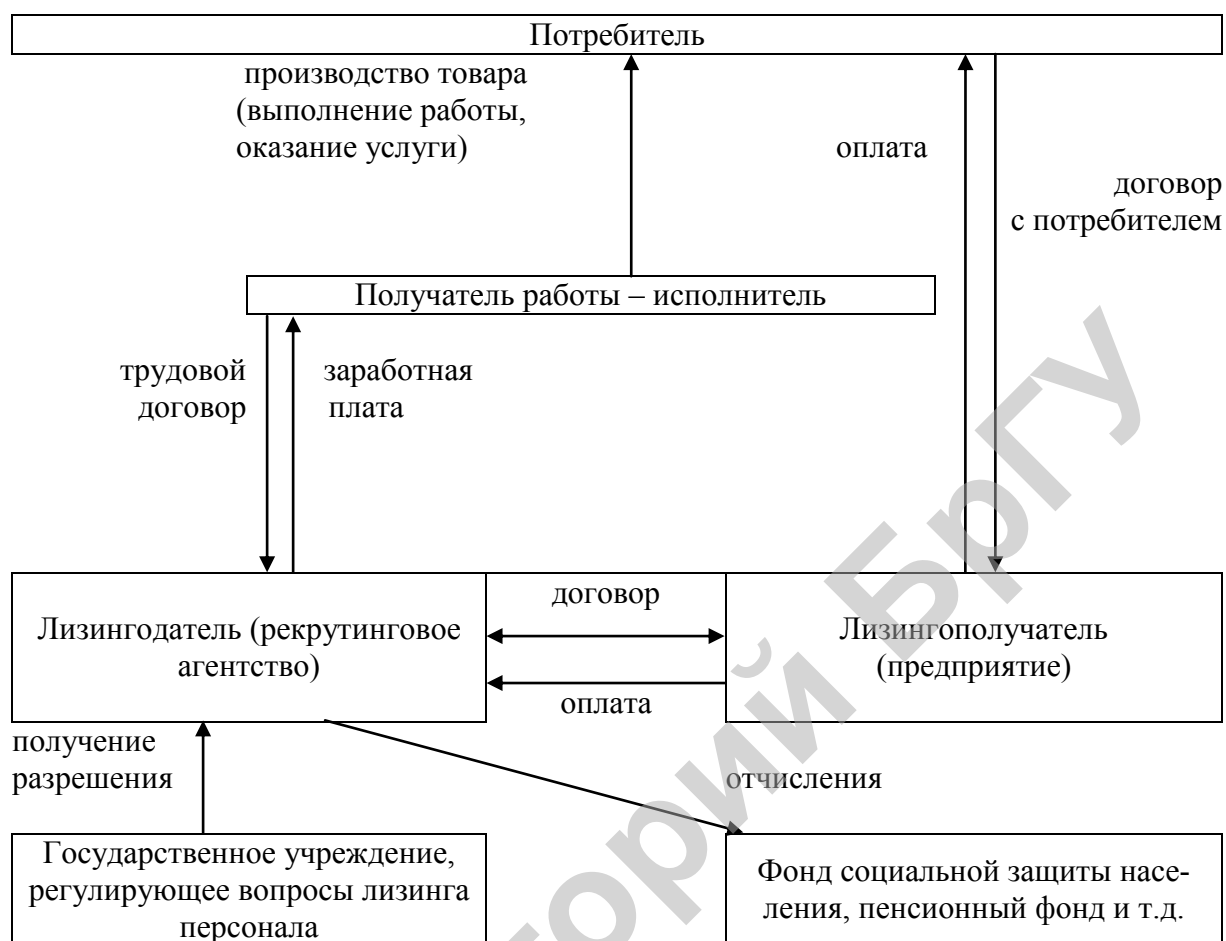 Потребитель
производство товара
(выполнение работы,
оказание услуги)
оплата
договор
с потребителем
Получатель работы – исполнитель
трудовой
договор
заработная
плата
Лизингодатель (рекрутинговое
агентство)
договор
оплата
Лизингополучатель
(предприятие)
получение
разрешения
отчисления
Государственное учреждение,
регулирующее вопросы лизинга
персонала
Фонд социальной защиты насе-
ления, пенсионный фонд и т.д.
торий БрГУ